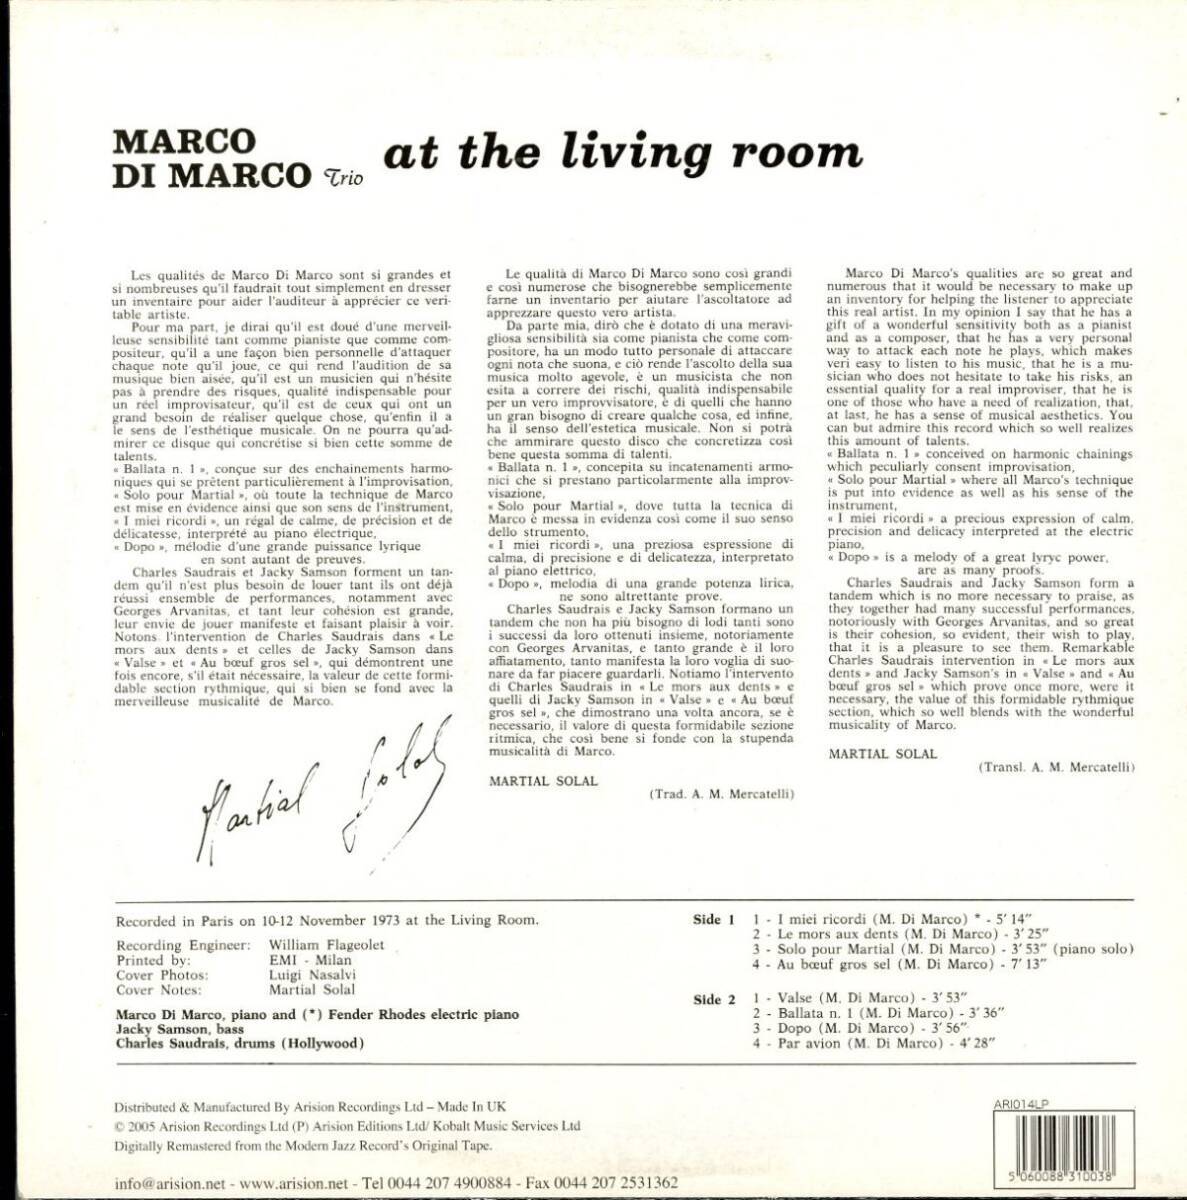 MARCO
DI MARCO Trio at the living room
Les qualités de Marco Di Marco sont si grandes et
si nombreuses qu'il faudrait tout simplement en dresser
un inventaire pour aider l'auditeur à apprécier ce veri-
table artiste.
Pour ma part, je dirai qu'il est doué d'une merveil-
leuse sensibilité tant comme pianiste que comme com-
positeur, qu'il a une façon bien personnelle d'attaquer
chaque note qu'il joue, ce qui rend l'audition de sa
musique bien aisée, qu'il est un musicien qui n'hésite
pas à prendre des risques, qualité indispensable pour
un réel improvisateur, qu'il est de ceux qui ont un
grand besoin de réaliser quelque chose, qu'enfin il a
le sens de l'esthétique musicale. On ne pourra qu'ad-
mirer ce disque qui concrétise si bien cette somme de
talents.
« Ballata n. 1 », conçue sur des enchainements harmo-
niques qui se prêtent particulièrement à l'improvisation,
« Solo pour Martial », où toute la technique de Marco
est mise en évidence ainsi que son sens de l'instrument,
« I miei ricordi », un régal de calme, de précision et de
délicatesse, interprété au piano électrique,
« Dopo », mélodie d'une grande puissance lyrique
en sont autant de preuves.
Charles Saudrais et Jacky Samson forment un tan-
dem qu'il n'est plus besoin de louer tant ils ont déjà
réussi ensemble de performances, notamment avec
Georges Arvanitas, et tant leur cohésion est grande,
leur envie de jouer manifeste et faisant plaisir à voir.
Notons l'intervention de Charles Saudrais dans « Le
mors aux dents » et celles de Jacky Samson dans
« Valse » et « Au bœuf gros sel », qui démontrent une
fois encore, s'il était nécessaire, la valeur de cette formi-
dable section rythmique, qui si bien se fond avec la
merveilleuse musicalité de Marco.
Martial Solal
Le qualità di Marco Di Marco sono così grandi
e così numerose che bisognerebbe semplicemente
farne un inventario per aiutare l'ascoltatore ad
apprezzare questo vero artista.
Da parte mia, dirò che è dotato di una meravi-
gliosa sensibilità sia come pianista che come com-
positore, ha un modo tutto personale di attaccare
ogni nota che suona, e ciò rende l'ascolto della sua
musica molto agevole, è un musicista che non
esita a correre dei rischi, qualità indispensabile
per un vero improvvisatore, è di quelli che hanno
un gran bisogno di creare qualche cosa, ed infine,
ha il senso dell'estetica musicale. Non si potrà
che ammirare questo disco che concretizza così
bene questa somma di talenti.
« Ballata n. 1 », concepita su incatenamenti armo-
nici che si prestano particolarmente alla improv-
visazione,
« Solo pour Martial », dove tutta la tecnica di
Marco è messa in evidenza così come il suo senso
dello strumento,
« I miei ricordi », una preziosa espressione di
calma, di precisione e di delicatezza, interpretato
al piano elettrico,
« Dopo », melodia di una grande potenza lirica,
ne sono altrettante prove.
Charles Saudrais e Jacky Samson formano un
tandem che non ha più bisogno di lodi tanti sono
i successi da loro ottenuti insieme, notoriamente
con Georges Arvanitas, e tanto grande è il loro
affiatamento, tanto manifesta la loro voglia di suo-
nare da far piacere guardarli. Notiamo l'intervento
di Charles Saudrais in « Le mors aux dents » e
quelli di Jacky Samson in « Valse » e « Au bœuf
gros sel », che dimostrano una volta ancora, se è
necessario, il valore di questa formidabile sezione
ritmica, che così bene si fonde con la stupenda
musicalità di Marco.
MARTIAL SOLAL
(Trad. A. M. Mercatelli)
Marco Di Marco's qualities are so great and
numerous that it would be necessary to make up
an inventory for helping the listener to appreciate
this real artist. In my opinion I say that he has a
gift of a wonderful sensitivity both as a pianist
and as a composer, that he has a very personal
way to attack each note he plays, which makes
veri easy to listen to his music, that he is a mu-
sician who does not hesitate to take his risks, an
essential quality for a real improviser, that he is
one of those who have a need of realization, that,
at last, he has a sense of musical aesthetics. You
can but admire this record which so well realizes
this amount of talents.
« Ballata n. 1 » conceived on harmonic chainings
which peculiarly consent improvisation,
« Solo pour Martial » where all Marco's technique
is put into evidence as well as his sense of the
instrument,
« I miei ricordi » a precious expression of calm,
precision and delicacy interpreted at the electric
piano,
« Dopo » is a melody of a great lyryc power,
are as many proofs.
Charles Saudrais and Jacky Samson form a
tandem which is no more necessary to praise, as
they together had many successful performances,
notoriously with Georges Arvanitas, and so great
is their cohesion, so evident, their wish to play,
that it is a pleasure to see them. Remarkable
Charles Saudrais intervention in « Le mors aux
dents » and Jacky Samson's in « Valse » and « Au
bœuf gros sel » which prove once more, were it
necessary, the value of this formidable rythmique
section, which so well blends with the wonderful
musicality of Marco.
MARTIAL SOLAL
(Transl. A. M. Mercatelli)
Recorded in Paris on 10-12 November 1973 at the Living Room.
Recording Engineer: William Flageolet
Printed by: EMI - Milan
Cover Photos: Luigi Nasalvi
Cover Notes: Martial Solal
Marco Di Marco, piano and (*) Fender Rhodes electric piano
Jacky Samson, bass
Charles Saudrais, drums (Hollywood)
Side 1 1 - I miei ricordi (M. Di Marco) * - 5' 14"
2 - Le mors aux dents (M. Di Marco) - 3' 25"
3 - Solo pour Martial (M. Di Marco) - 3' 53" (piano solo)
4 - Au bœuf gros sel (M. Di Marco) - 7' 13"
Side 2 1 - Valse (M. Di Marco) - 3' 53"
2 - Ballata n. 1 (M. Di Marco) - 3' 36"
3 - Dopo (M. Di Marco) - 3' 56"
4 - Par avion (M. Di Marco) - 4' 28"
Distributed & Manufactured By Arision Recordings Ltd – Made In UK
© 2005 Arision Recordings Ltd (P) Arision Editions Ltd/ Kobalt Music Services Ltd
Digitally Remastered from the Modern Jazz Record's Original Tape.
info@arision.net - www.arision.net - Tel 0044 207 4900884 - Fax 0044 207 2531362
ARI014LP
5 060088 310038